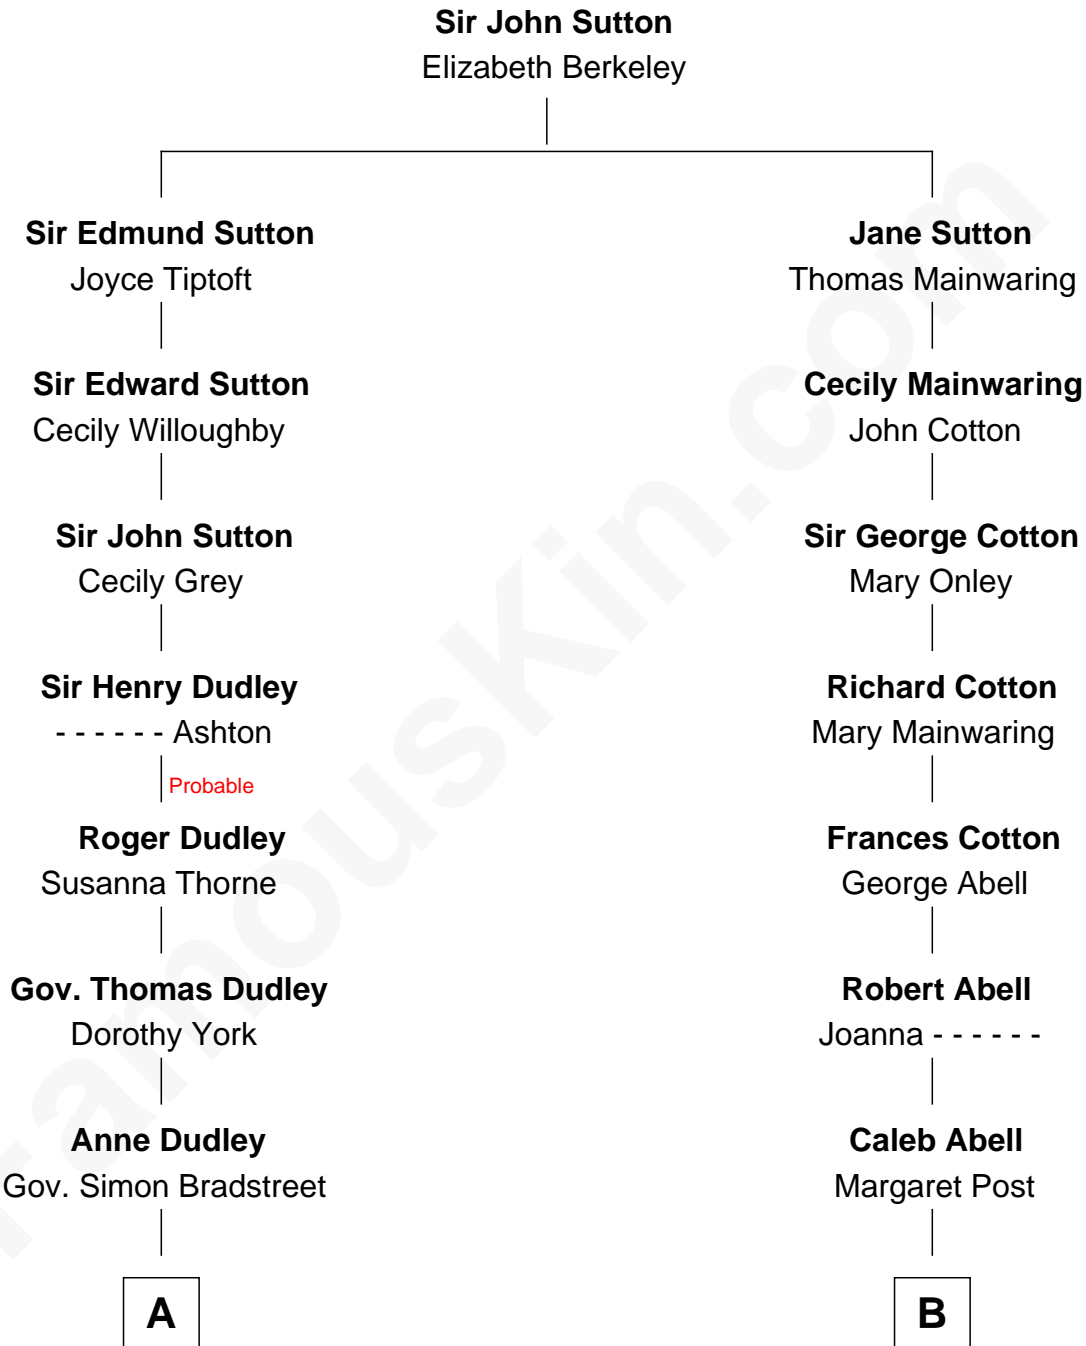 Sir John Sutton
Elizabeth Berkeley
Sir Edmund Sutton
Joyce Tiptoft
Jane Sutton
Thomas Mainwaring
Sir Edward Sutton
Cecily Willoughby
Cecily Mainwaring
John Cotton
Sir John Sutton
Cecily Grey
Sir George Cotton
Mary Onley
Sir Henry Dudley
- - - - - - Ashton
Richard Cotton
Mary Mainwaring
Probable
Roger Dudley
Susanna Thorne
Frances Cotton
George Abell
Gov. Thomas Dudley
Dorothy York
Robert Abell
Joanna - - - - - -
Anne Dudley
Gov. Simon Bradstreet
Caleb Abell
Margaret Post
A
B
FamousKin.com